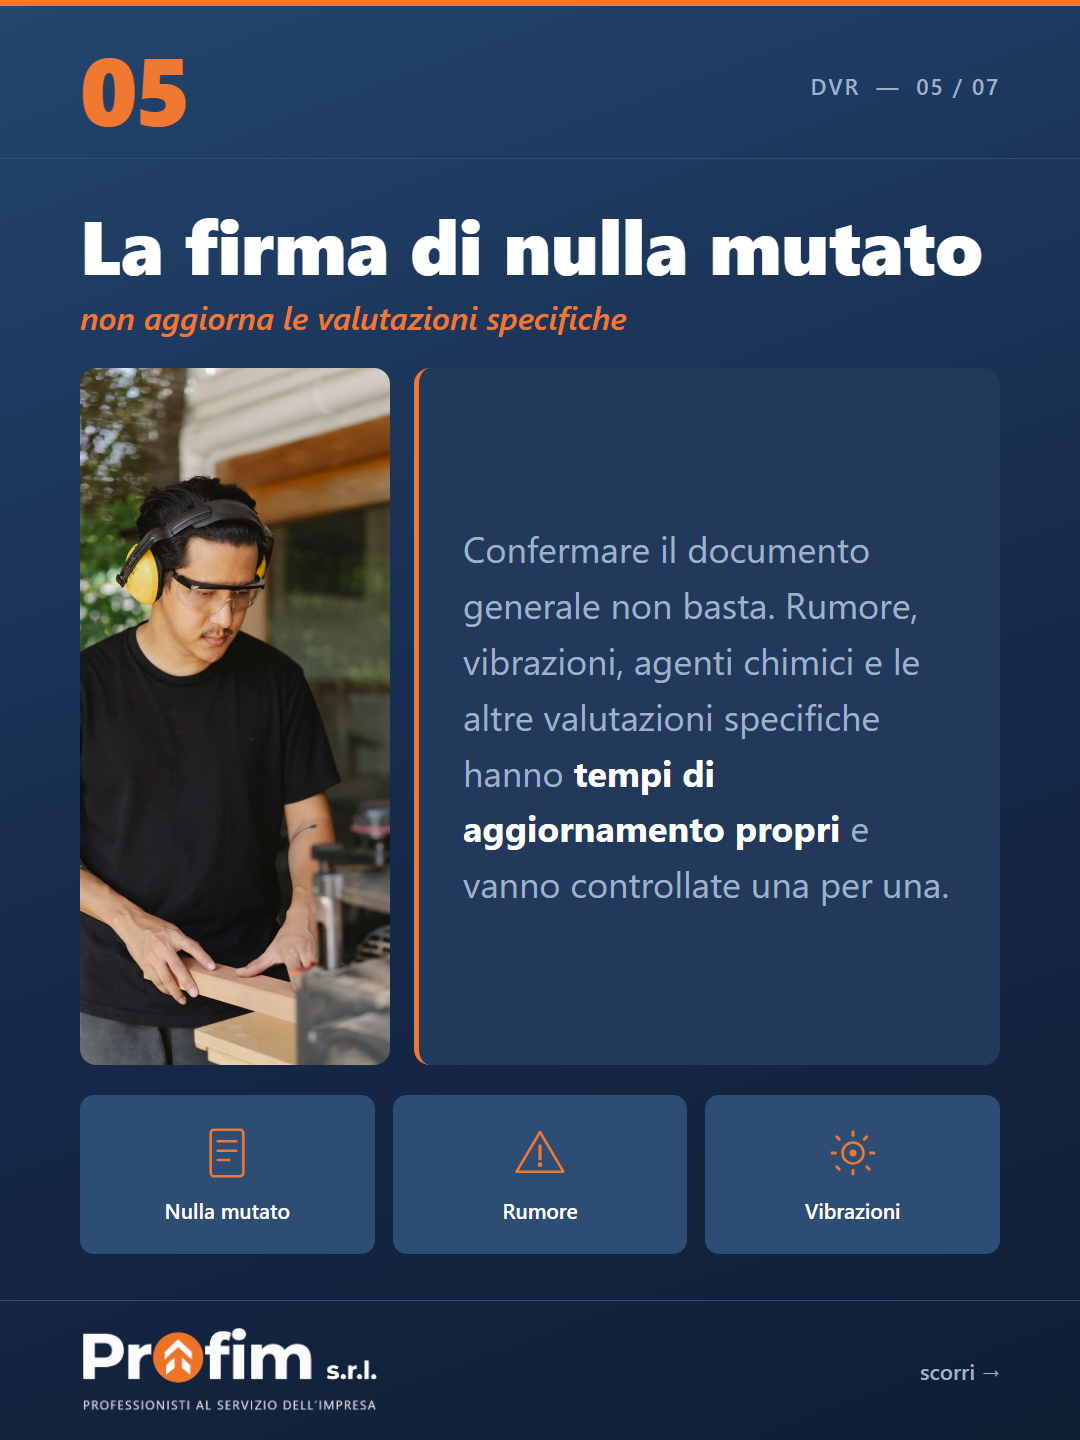 05
DVR — 05 / 07
La firma di nulla mutato
non aggiorna le valutazioni specifiche
Confermare il documento
generale non basta. Rumore,
vibrazioni, agenti chimici e le
altre valutazioni specifiche
hanno tempi di
aggiornamento propri e
vanno controllate una per una.
Nulla mutato
Rumore
Vibrazioni
Profim s.r.l.
PROFESSIONISTI AL SERVIZIO DELL'IMPRESA
scorri →